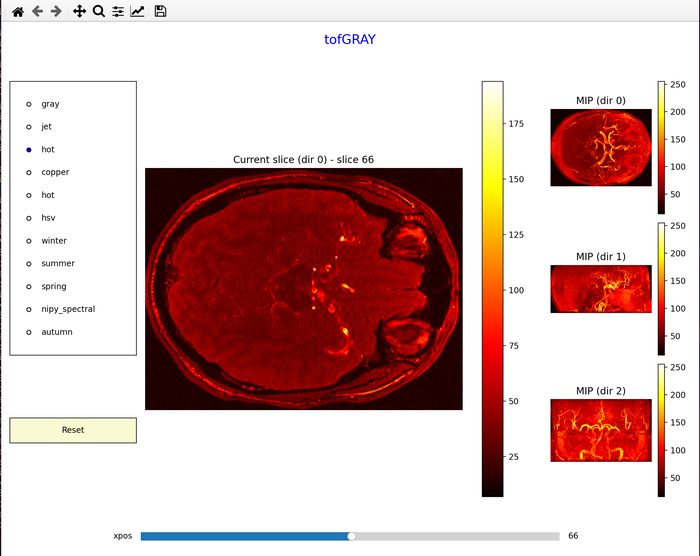 tofGRAY
gray
jet
hot
copper
hot
hsv
winter
summer
spring
nipy_spectral
autumn
Reset
Current slice (dir 0) - slice 66
175
150
125
100
75
50
25
MIP (dir 0)
250
200
150
100
50
MIP (dir 1)
250
200
150
100
50
MIP (dir 2)
250
200
150
100
50
xpos
66